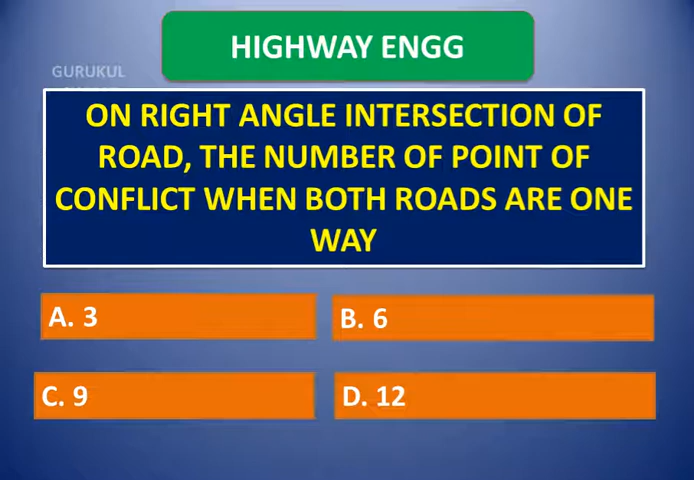 HIGHWAY ENGG
GURUKUL
ON RIGHT ANGLE INTERSECTION OF
ROAD, THE NUMBER OF POINT OF
CONFLICT WHEN BOTH ROADS ARE ONE
WAY
A. 3
B. 6
C. 9
D. 12